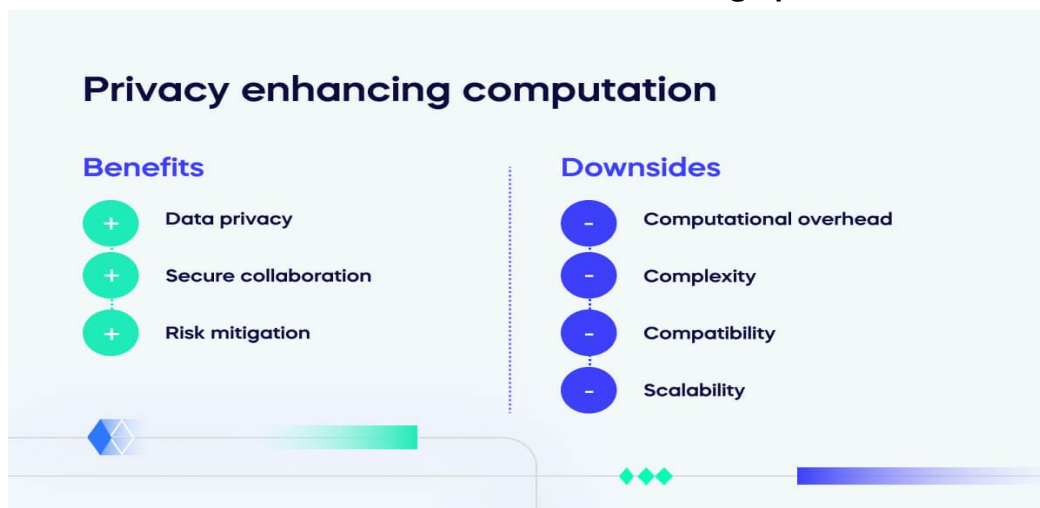 Privacy enhancing computation
Benefits
+ Data privacy
+ Secure collaboration
+ Risk mitigation
Downsides
- Computational overhead
- Complexity
- Compatibility
- Scalability